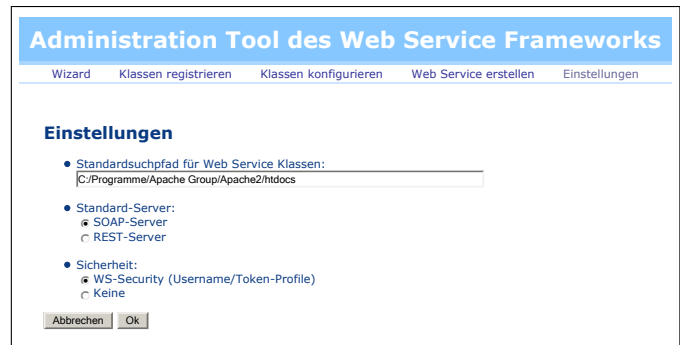 Administration Tool des Web Service Frameworks
Wizard Klassen registrieren Klassen konfigurieren Web Service erstellen Einstellungen
Einstellungen
Standardsuchpfad für Web Service Klassen:
C:/Programme/Apache Group/Apache2/htdocs
Standard-Server:
SOAP-Server
REST-Server
Sicherheit:
WS-Security (Username/Token-Profile)
Keine
Abbrechen Ok